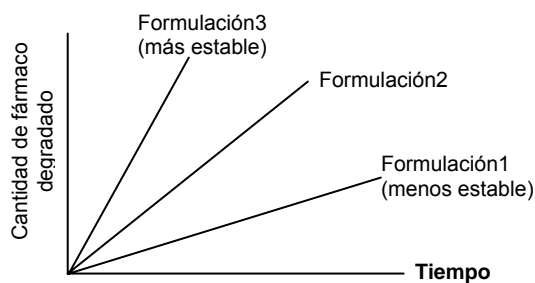 Formulación3
(más estable)
Formulación2
Formulación1
(menos estable)
Cantidad de fármaco
degradado
Tiempo